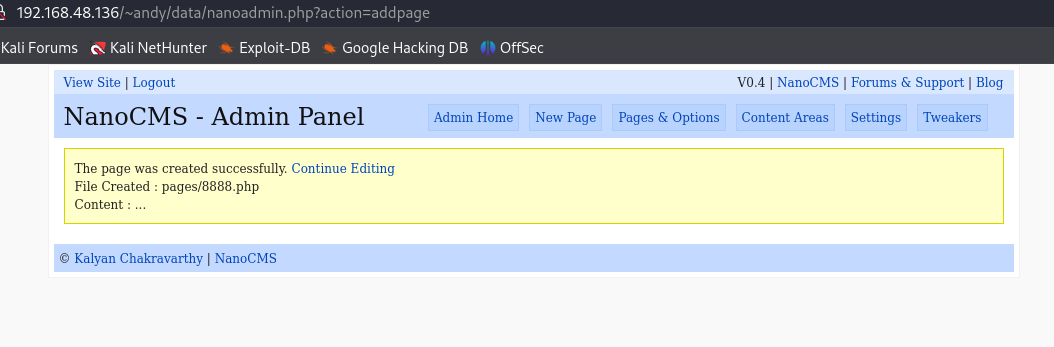 192.168.48.136/~andy/data/nanoadmin.php?action=addpage
Kali Forums Kali NetHunter Exploit-DB Google Hacking DB OffSec
View Site | Logout V0.4 | NanoCMS | Forums & Support | Blog
NanoCMS - Admin Panel Admin Home New Page Pages & Options Content Areas Settings Tweakers
The page was created successfully. Continue Editing
File Created : pages/8888.php
Content : ...
© Kalyan Chakravarthy | NanoCMS